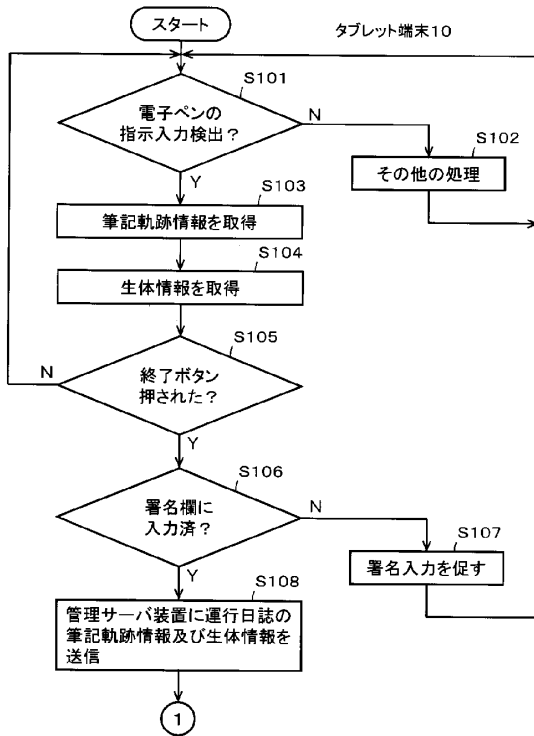 スタート
タブレット端末10
S101
電子ペンの
指示入力検出？
N
S102
その他の処理
Y
S103
筆記軌跡情報を取得
S104
生体情報を取得
S105
終了ボタン
押された？
N
Y
S106
署名欄に
入力済？
N
S107
署名入力を促す
Y
S108
管理サーバ装置に運行日誌の
筆記軌跡情報及び生体情報を
送信
1